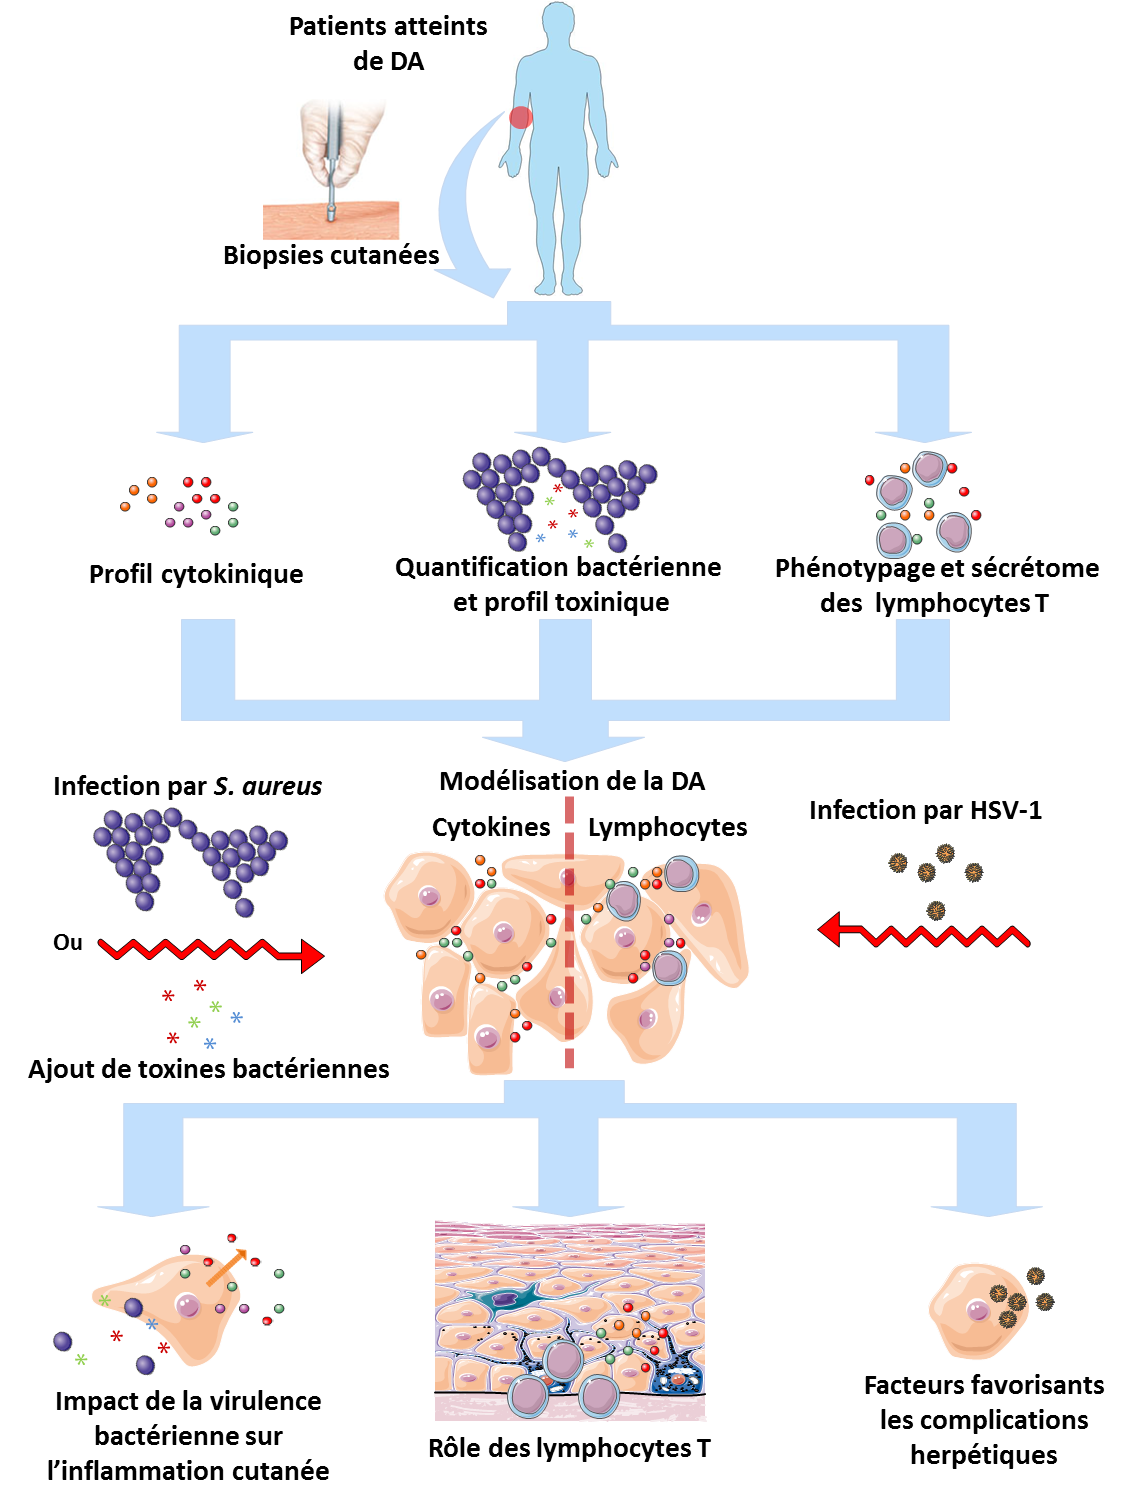 Patients atteints
de DA
Biopsies cutanées
Profil cytokinique
Quantification bactérienne
et profil toxinique
Phénotypage et sécrétome
des lymphocytes T
Infection par S. aureus
Modélisation de la DA
Cytokines
Lymphocytes
Infection par HSV-1
Ou
Ajout de toxines bactériennes
Impact de la virulence
bactérienne sur
l’inflammation cutanée
Rôle des lymphocytes T
Facteurs favorisants
les complications
herpétiques